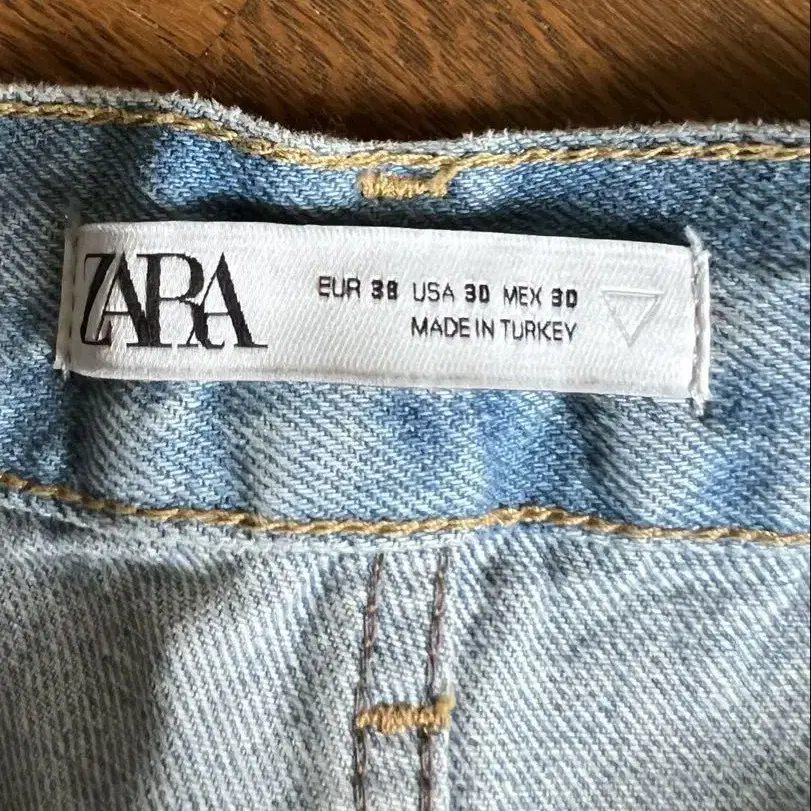 ZARA
EUR 38 USA 30 MEX 30
MADE IN TURKEY